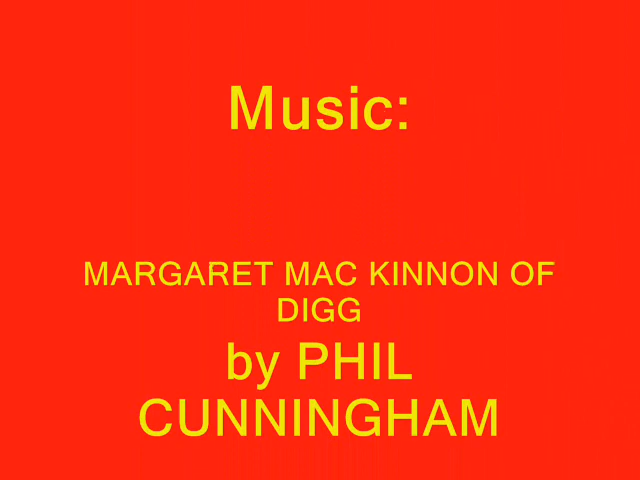 Music:
MARGARET MAC KINNON OF
DIGG
by PHIL
CUNNINGHAM